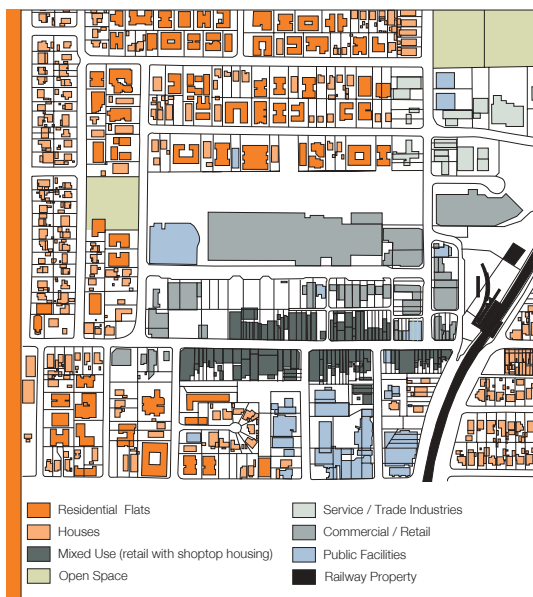 Residential Flats
Houses
Mixed Use (retail with shoptop housing)
Open Space
Service / Trade Industries
Commercial / Retail
Public Facilities
Railway Property